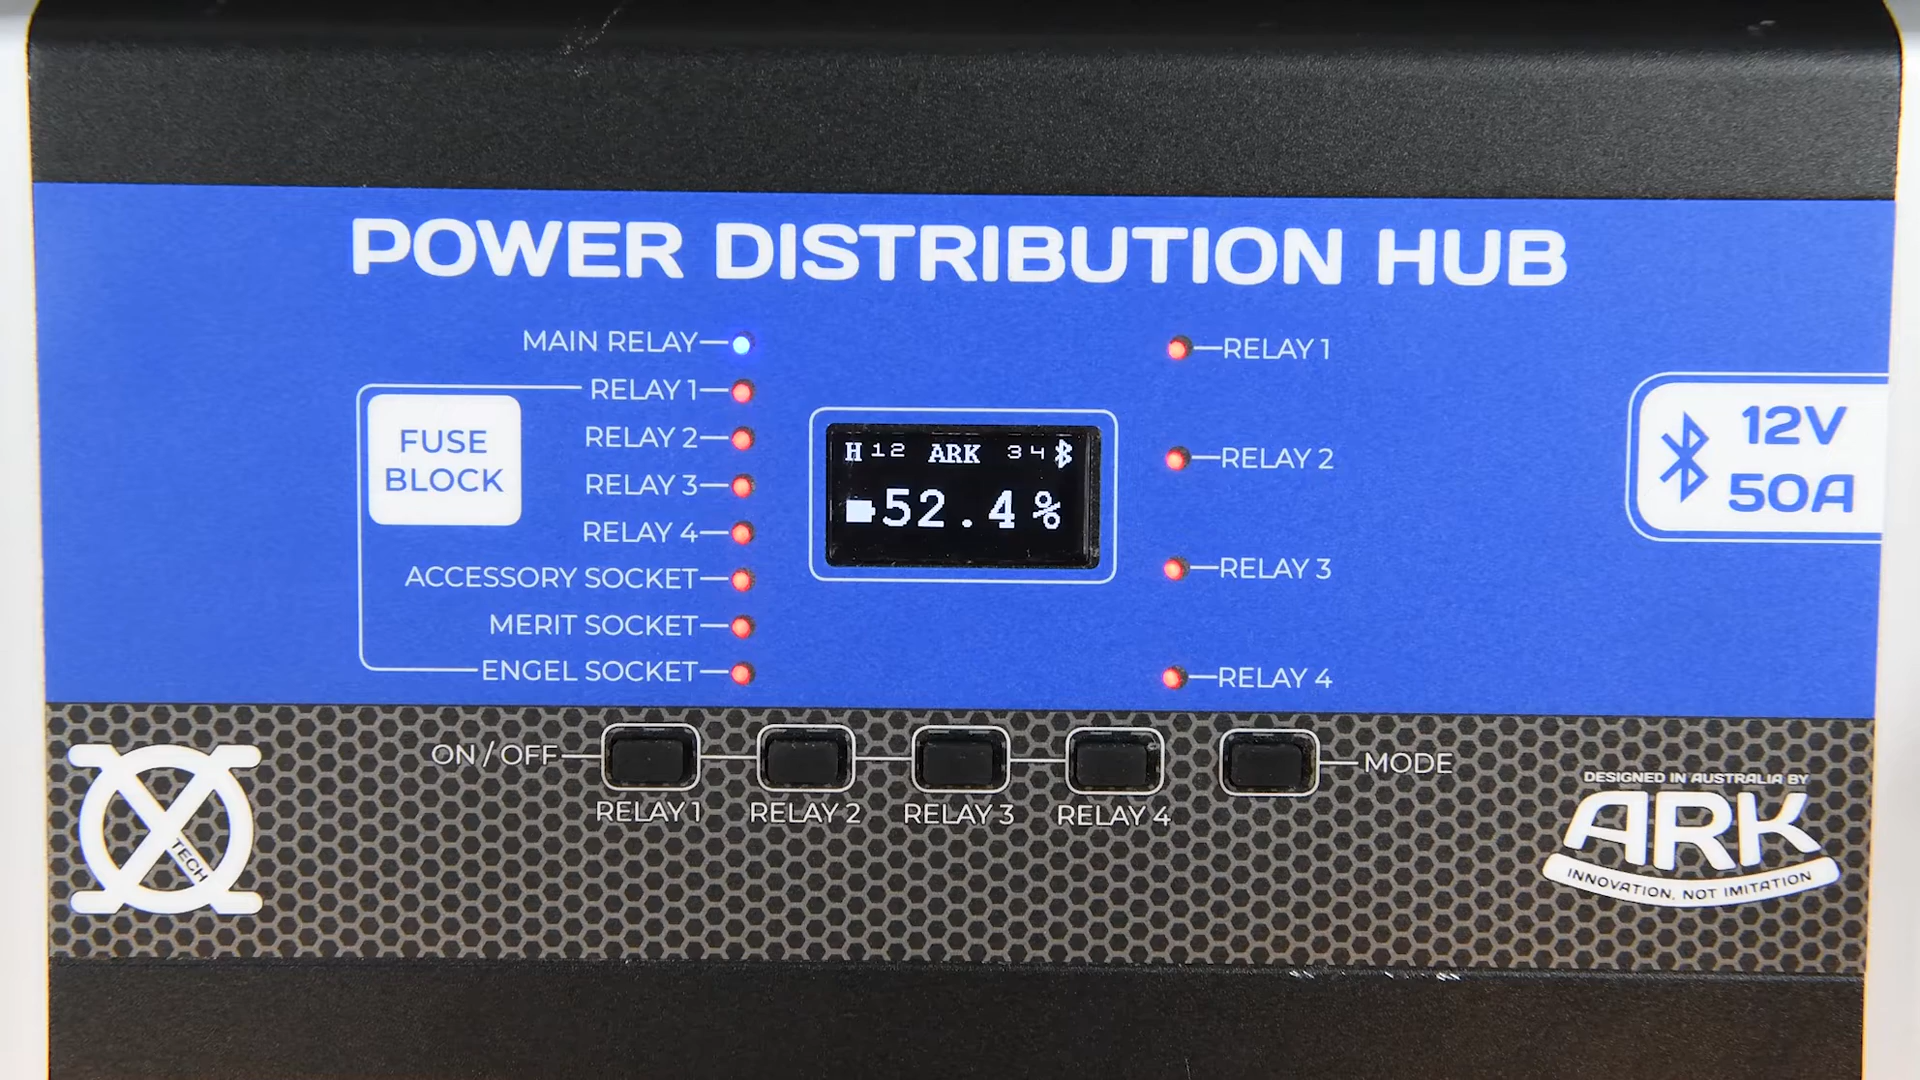 POWER DISTRIBUTION HUB
MAIN RELAY
RELAY 1
RELAY 2
RELAY 3
RELAY 4
ACCESSORY SOCKET
MERIT SOCKET
ENGEL SOCKET
FUSE
BLOCK
H 12 ARK 34
52.4%
RELAY 1
RELAY 2
RELAY 3
RELAY 4
12V
50A
ON / OFF
MODE
RELAY 1
RELAY 2
RELAY 3
RELAY 4
TECH
DESIGNED IN AUSTRALIA BY
ARK
INNOVATION, NOT IMITATION